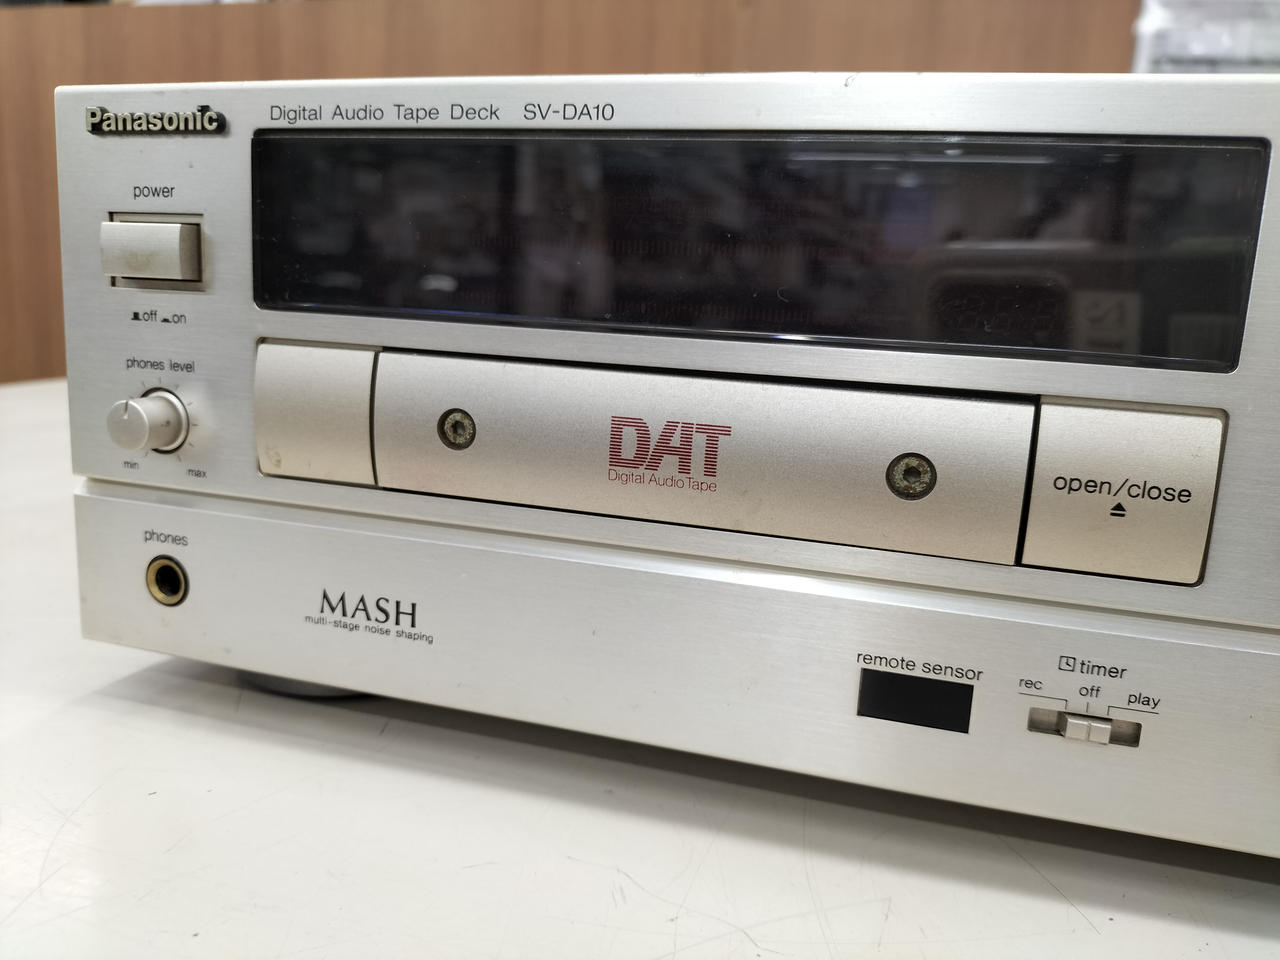 Panasonic
Digital Audio Tape Deck SV-DA10
power
off on
phones level
min max
DAT
Digital Audio Tape
open/close
phones
MASH
multi-stage noise shaping
remote sensor
timer
rec off play